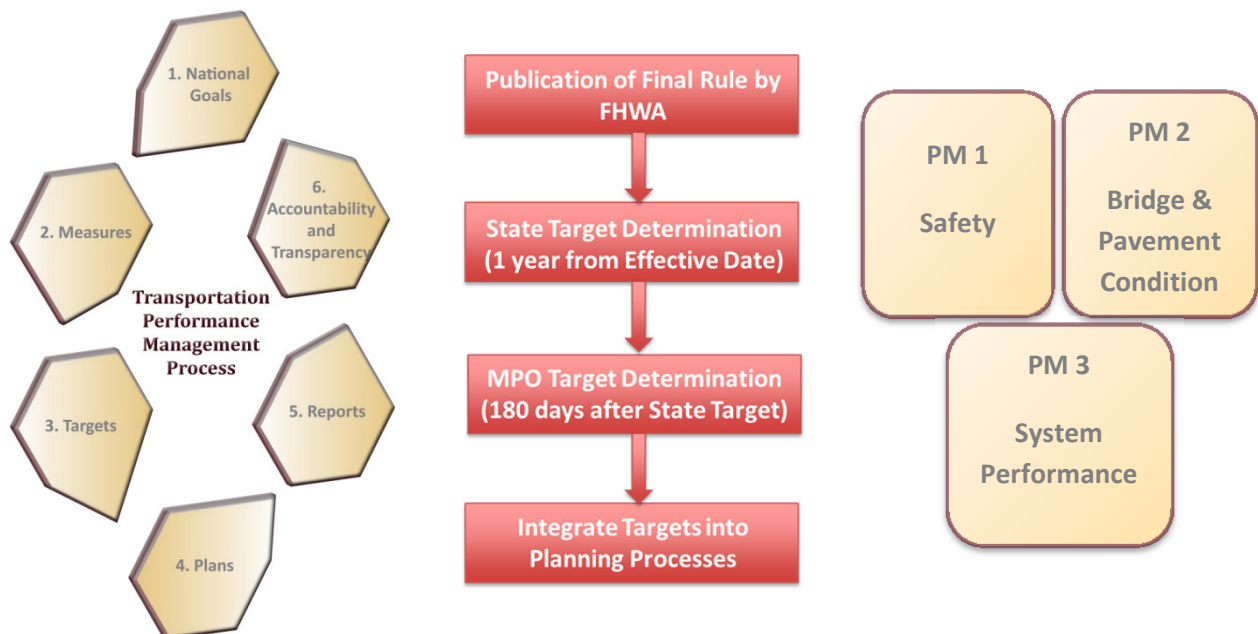 1. National
Goals
2. Measures
3. Targets
4. Plans
5. Reports
6.
Accountability
and
Transparency
Transportation
Performance
Management
Process
Publication of Final Rule by
FHWA
State Target Determination
(1 year from Effective Date)
MPO Target Determination
(180 days after State Target)
Integrate Targets into
Planning Processes
PM 1
Safety
PM 2
Bridge &
Pavement
Condition
PM 3
System
Performance